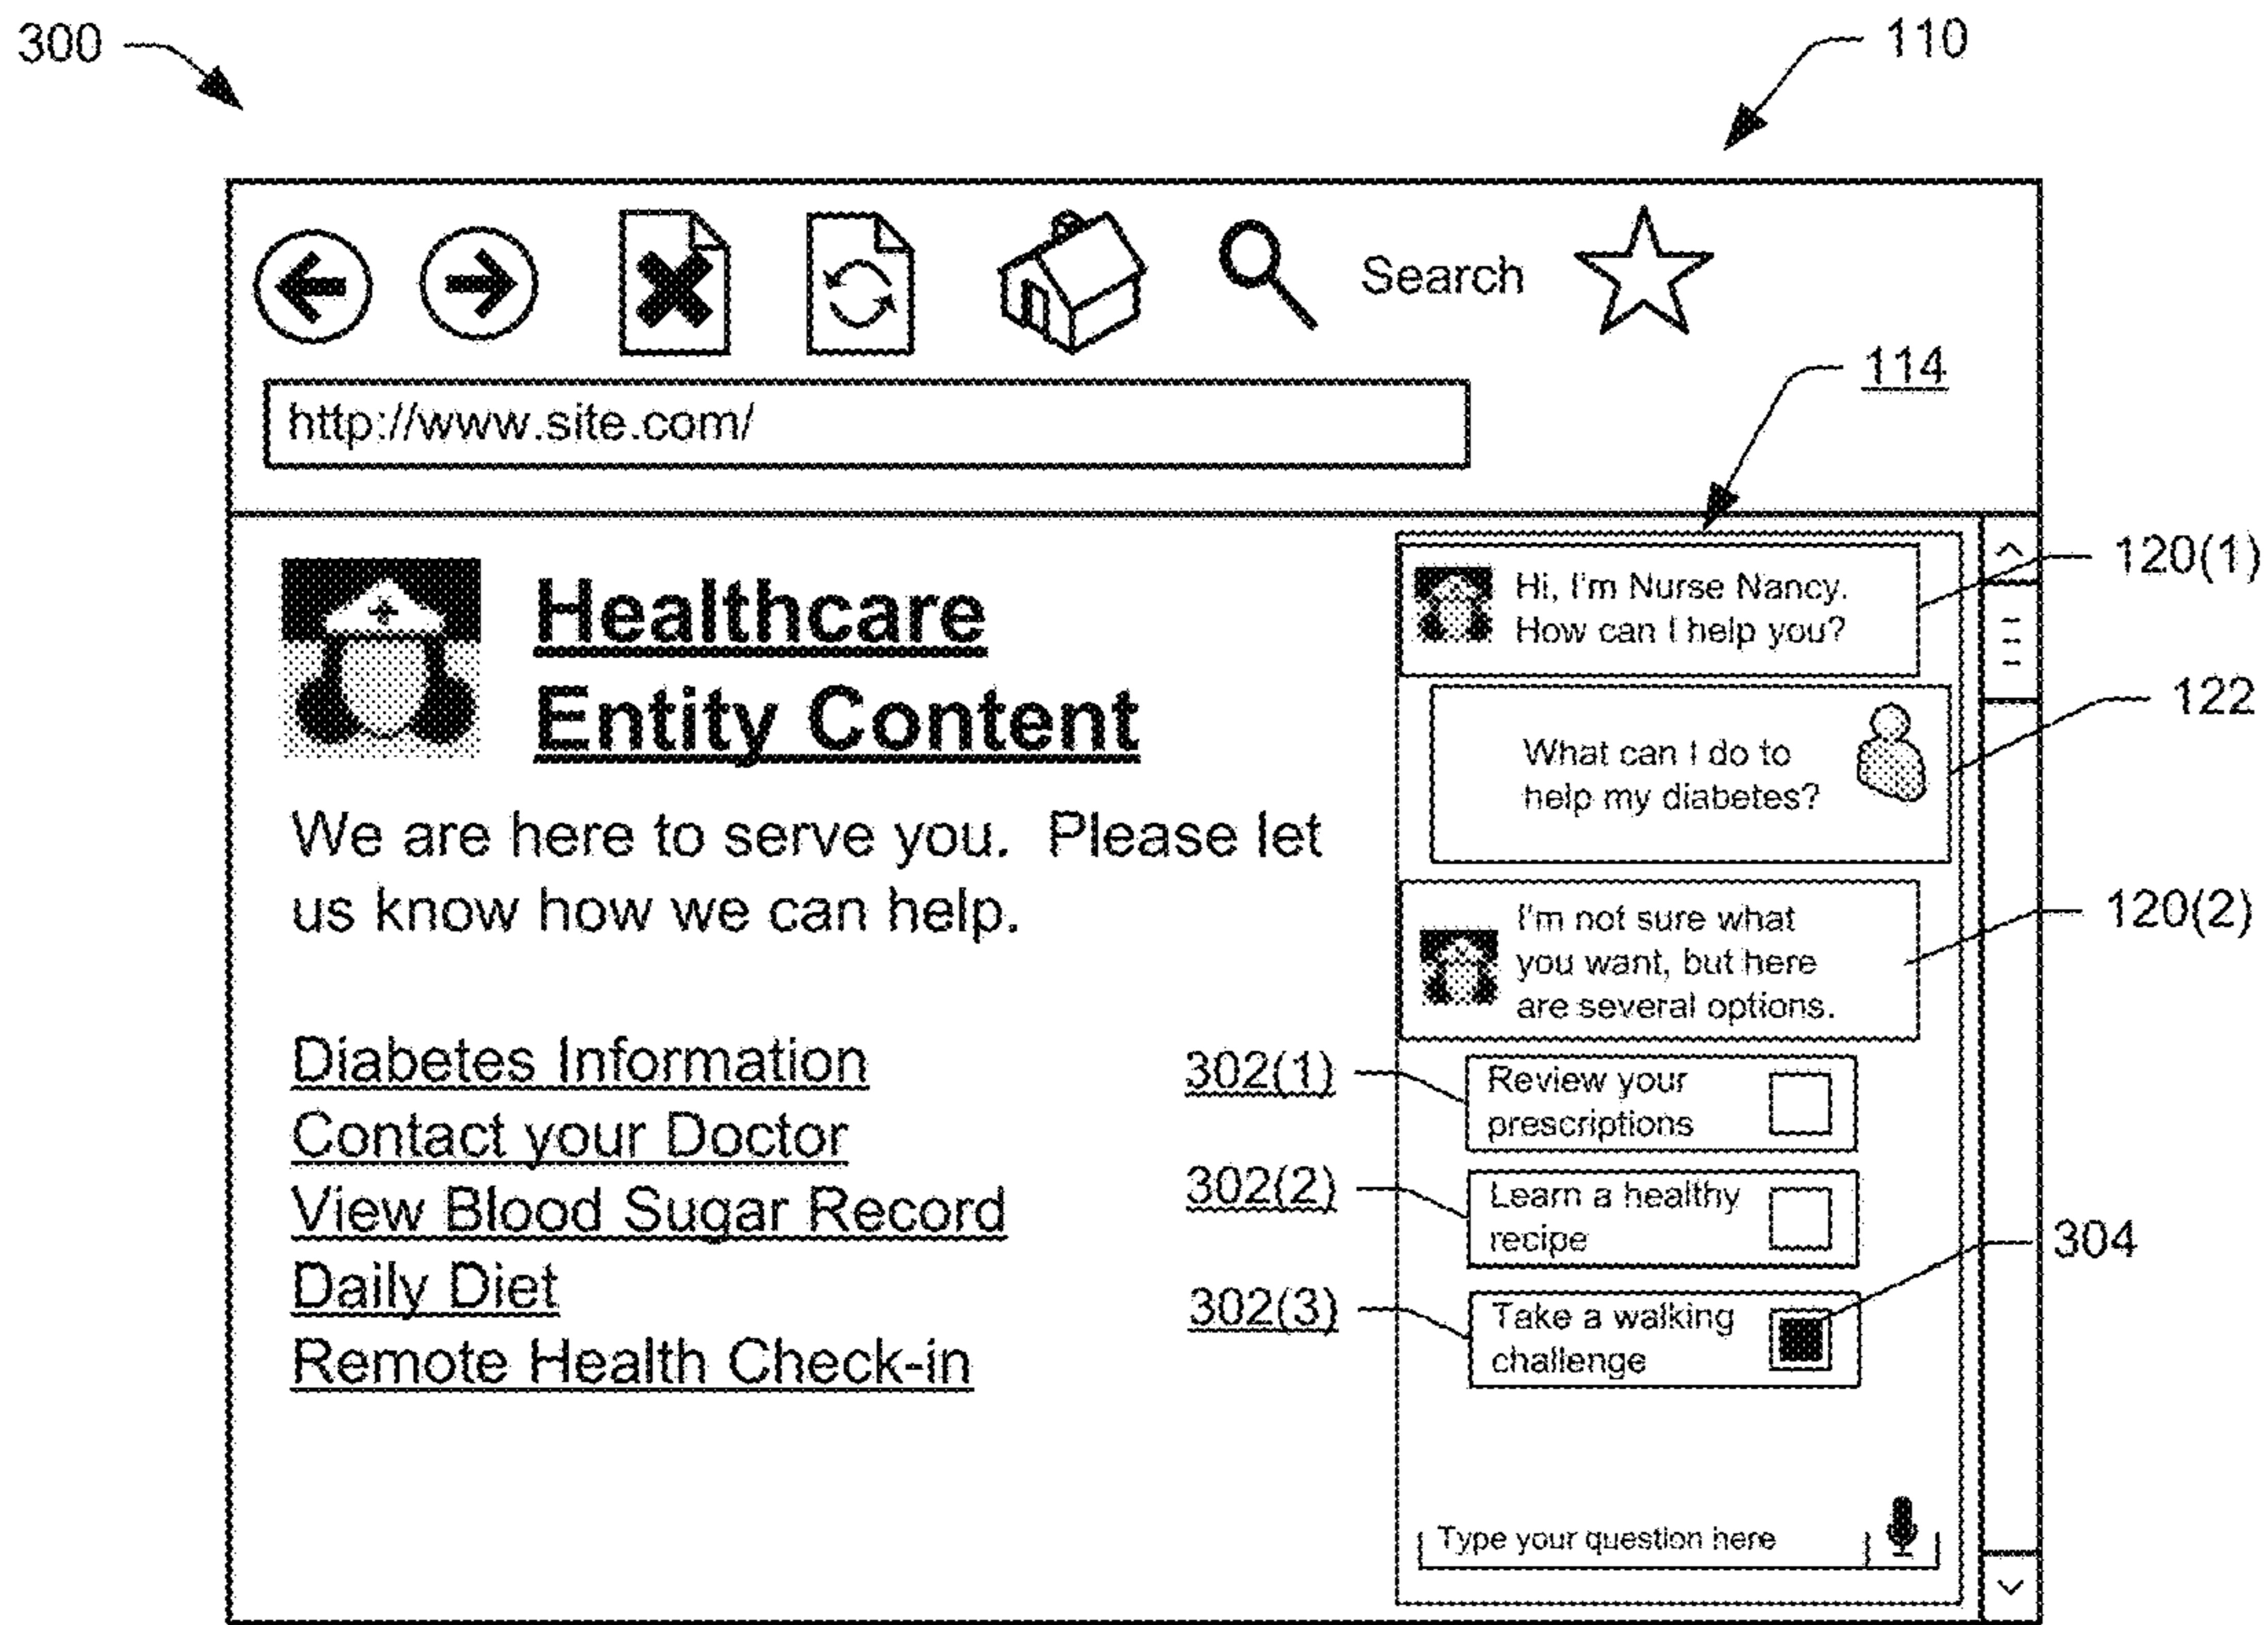 300
110
Search
114
http://www.site.com/
Healthcare
Entity Content
We are here to serve you.  Please let
us know how we can help.
Diabetes Information
Contact your Doctor
View Blood Sugar Record
Daily Diet
Remote Health Check-in
Hi, I'm Nurse Nancy.
How can I help you?
120(1)
What can I do to
help my diabetes?
122
I'm not sure what
you want, but here
are several options.
120(2)
302(1)
Review your
prescriptions
302(2)
Learn a healthy
recipe
304
302(3)
Take a walking
challenge
Type your question here